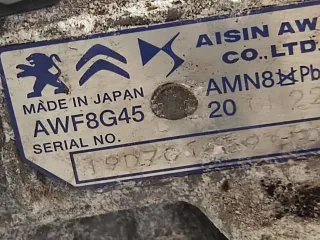 AISIN AW
CO., LTD.
MADE IN JAPAN
AMN8 Pb
AWF8G45
20
SERIAL NO.